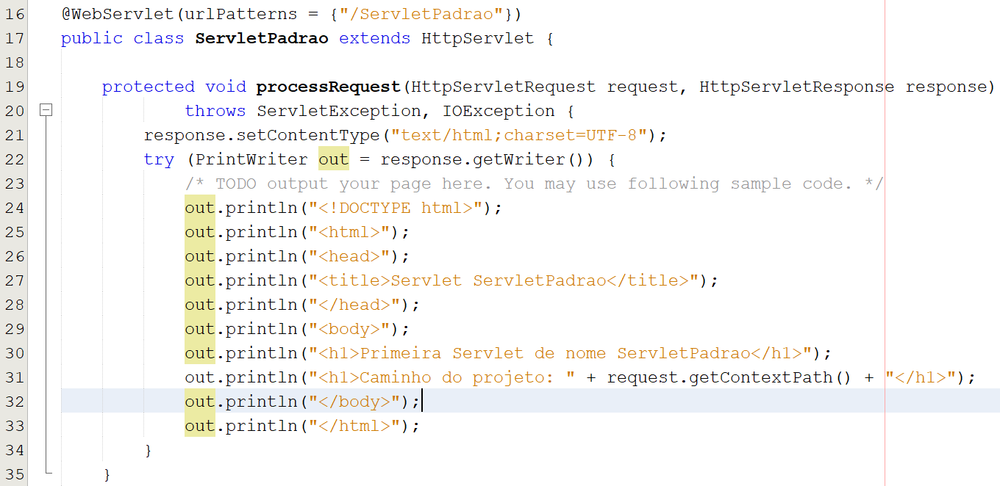 16 @WebServlet(urlPatterns = {"/ServletPadrao"})
17 public class ServletPadrao extends HttpServlet {
18
19     protected void processRequest(HttpServletRequest request, HttpServletResponse response)
20             throws ServletException, IOException {
21         response.setContentType("text/html;charset=UTF-8");
22         try (PrintWriter out = response.getWriter()) {
23             /* TODO output your page here. You may use following sample code. */
24             out.println("<!DOCTYPE html>");
25             out.println("<html>");
26             out.println("<head>");
27             out.println("<title>Servlet ServletPadrao</title>");
28             out.println("</head>");
29             out.println("<body>");
30             out.println("<h1>Primeira Servlet de nome ServletPadrao</h1>");
31             out.println("<h1>Caminho do projeto: " + request.getContextPath() + "</h1>");
32             out.println("</body>");
33             out.println("</html>");
34         }
35     }